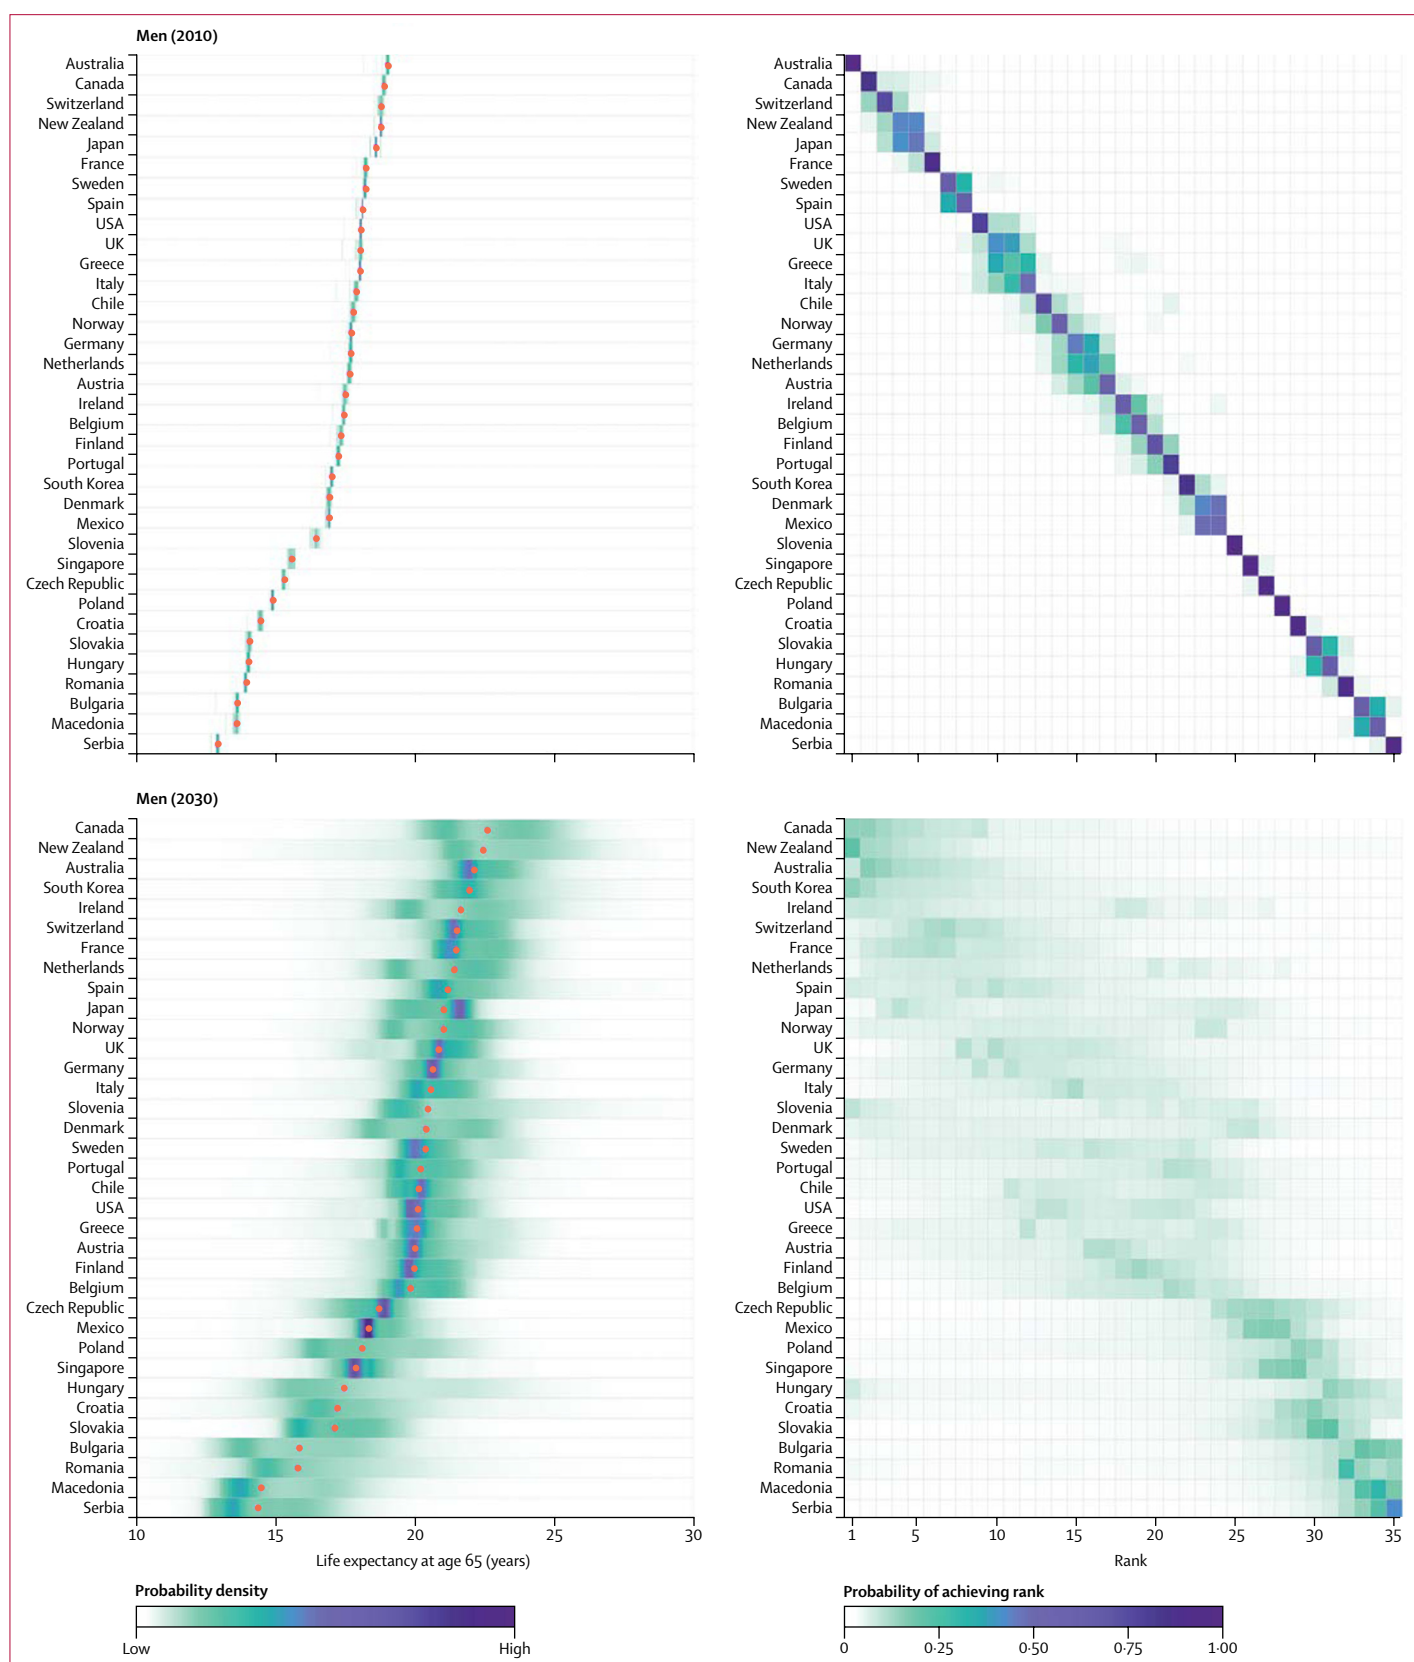 Men (2010)
Australia
Canada
Switzerland
New Zealand
Japan
France
Sweden
Spain
USA
UK
Greece
Italy
Chile
Norway
Germany
Netherlands
Austria
Ireland
Belgium
Finland
Portugal
South Korea
Denmark
Mexico
Slovenia
Singapore
Czech Republic
Poland
Croatia
Slovakia
Hungary
Romania
Bulgaria
Macedonia
Serbia
Australia
Canada
Switzerland
New Zealand
Japan
France
Sweden
Spain
USA
UK
Greece
Italy
Chile
Norway
Germany
Netherlands
Austria
Ireland
Belgium
Finland
Portugal
South Korea
Denmark
Mexico
Slovenia
Singapore
Czech Republic
Poland
Croatia
Slovakia
Hungary
Romania
Bulgaria
Macedonia
Serbia
Men (2030)
Canada
New Zealand
Australia
South Korea
Ireland
Switzerland
France
Netherlands
Spain
Japan
Norway
UK
Germany
Italy
Slovenia
Denmark
Sweden
Portugal
Chile
USA
Greece
Austria
Finland
Belgium
Czech Republic
Mexico
Poland
Singapore
Hungary
Croatia
Slovakia
Bulgaria
Romania
Macedonia
Serbia
10 15 20 25 30
Life expectancy at age 65 (years)
Canada
New Zealand
Australia
South Korea
Ireland
Switzerland
France
Netherlands
Spain
Japan
Norway
UK
Germany
Italy
Slovenia
Denmark
Sweden
Portugal
Chile
USA
Greece
Austria
Finland
Belgium
Czech Republic
Mexico
Poland
Singapore
Hungary
Croatia
Slovakia
Bulgaria
Romania
Macedonia
Serbia
1 5 10 15 20 25 30 35
Rank
Probability density
Low High
Probability of achieving rank
0 0·25 0·50 0·75 1·00